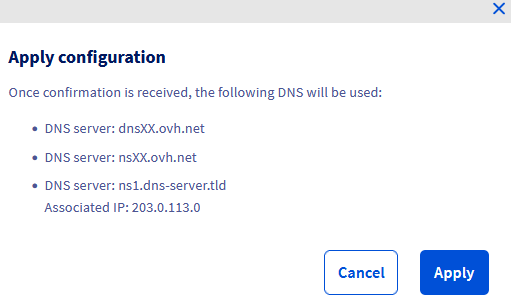 Apply configuration
Once confirmation is received, the following DNS will be used:
DNS server: dnsXX.ovh.net
DNS server: nsXX.ovh.net
DNS server: ns1.dns-server.tld
Associated IP: 203.0.113.0
Cancel
Apply